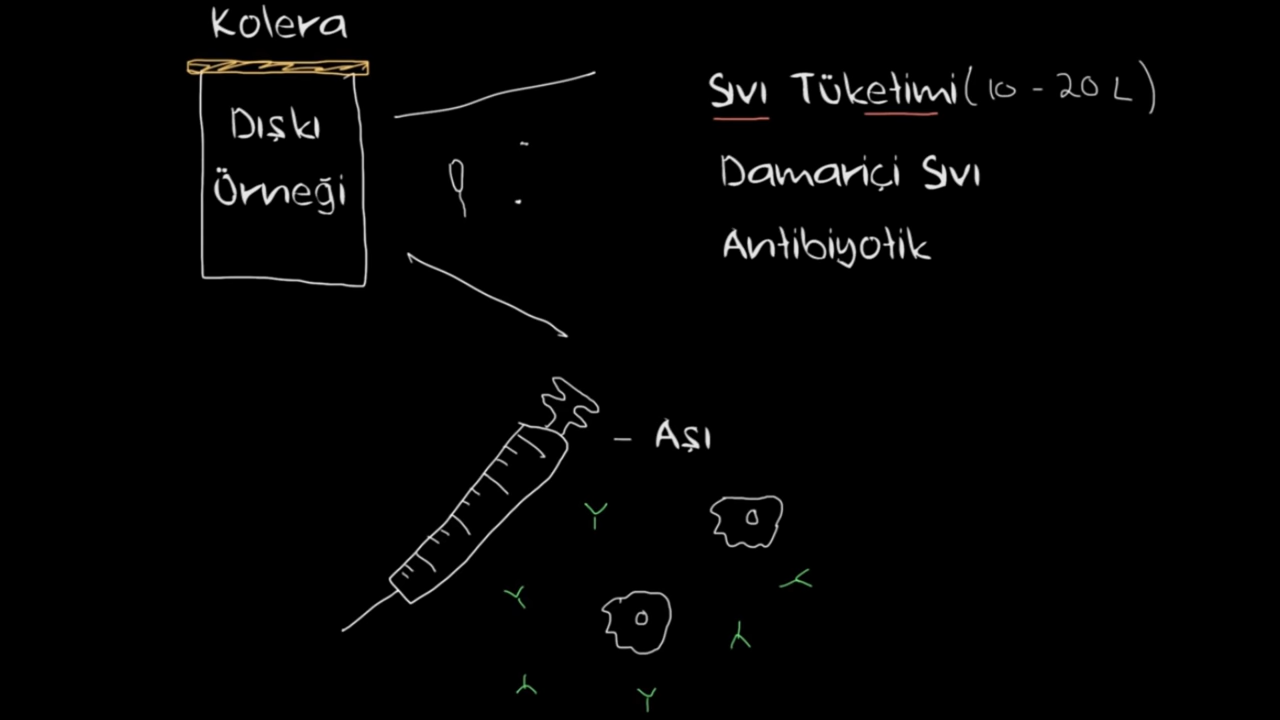 Kolera
Dışkı
Örneği
Sıvı Tüketimi (10 - 20 L)
Damariçi Sıvı
Antibiyotik
- Aşı